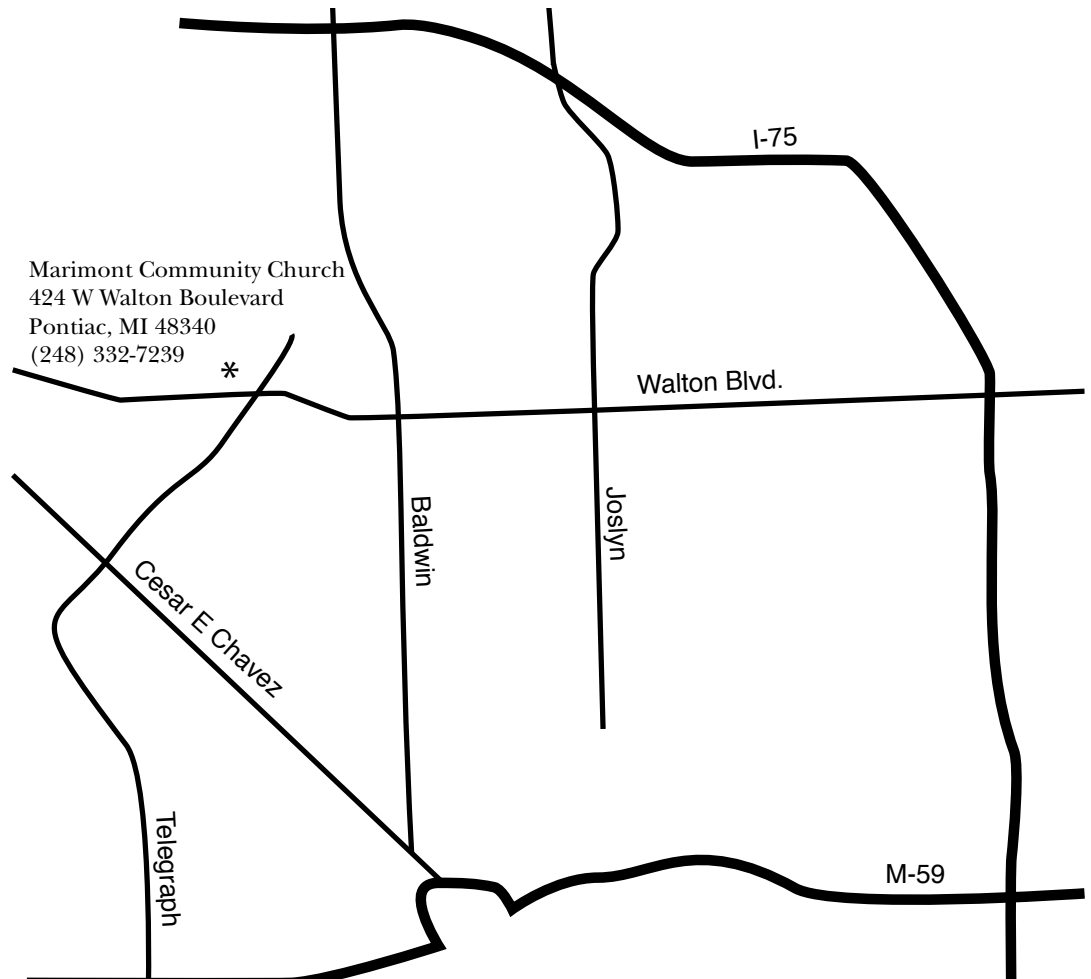 I-75
Marimont Community Church
424 W Walton Boulevard
Pontiac, MI 48340
(248) 332-7239
*
Walton Blvd.
Baldwin
Joslyn
Cesar E Chavez
Telegraph
M-59